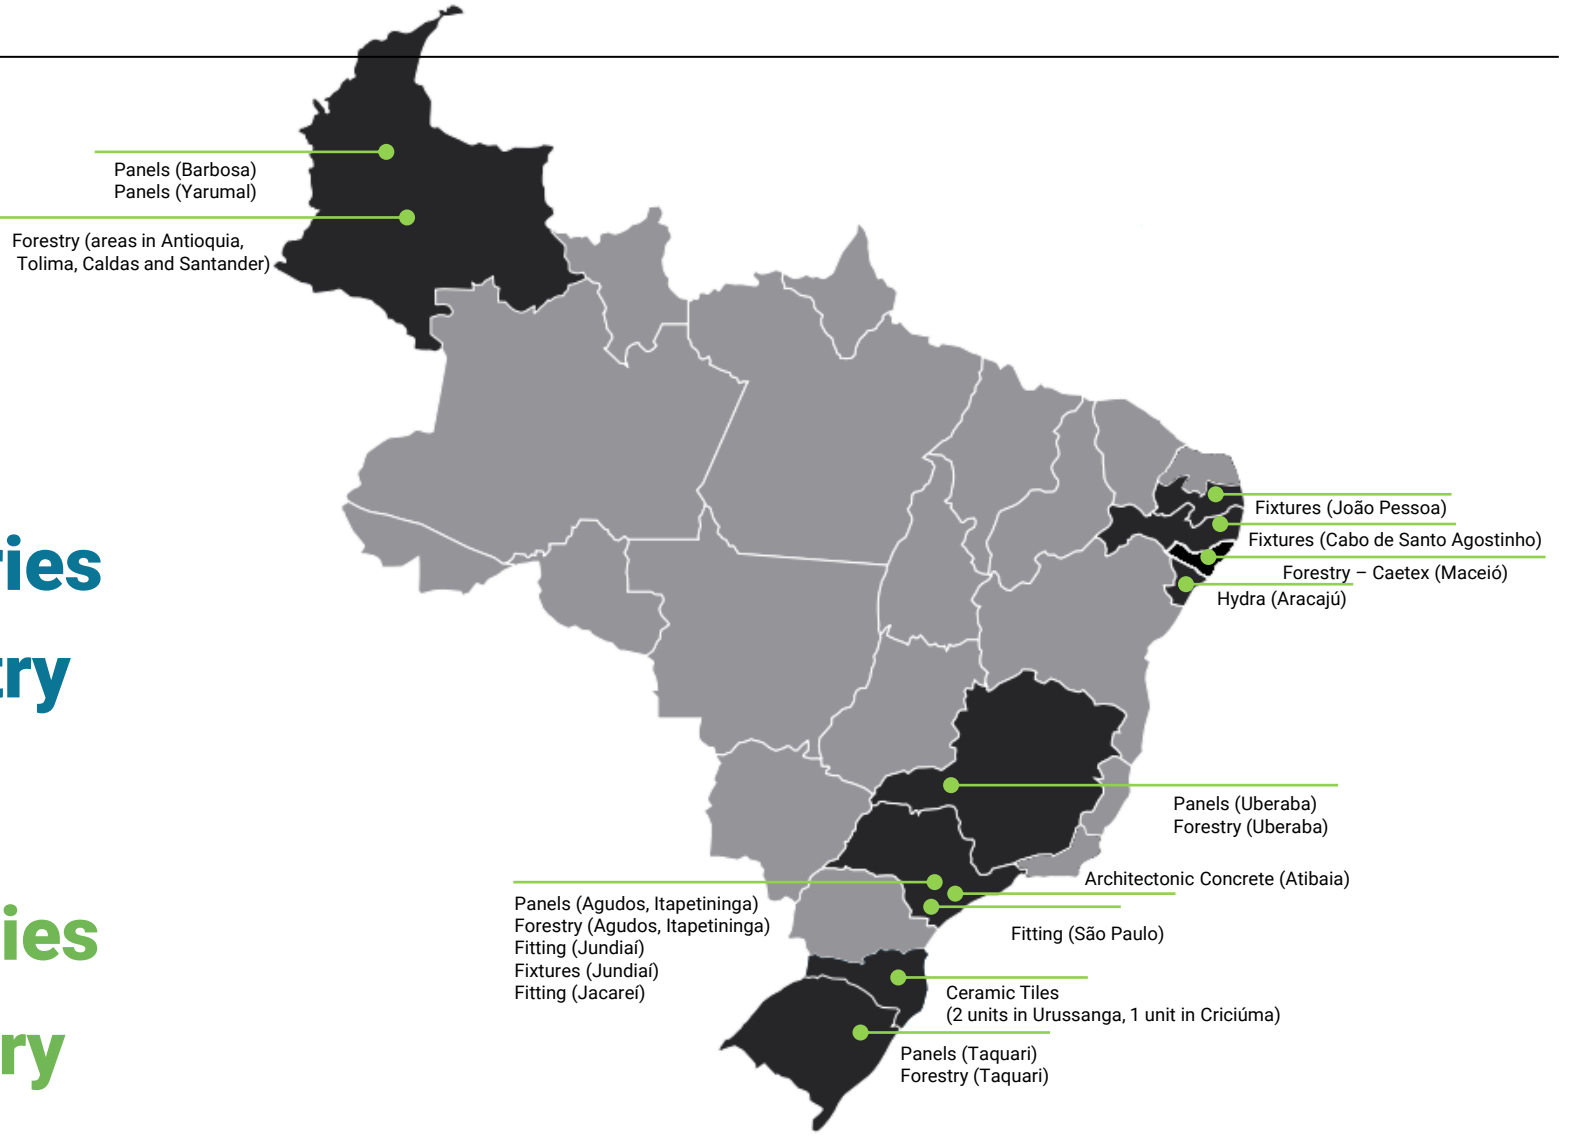 Panels (Barbosa)
Panels (Yarumal)
Forestry (areas in Antioquia,
Tolima, Caldas and Santander)
Fixtures (João Pessoa)
Fixtures (Cabo de Santo Agostinho)
Forestry – Caetex (Maceió)
Hydra (Aracajú)
ries
try
Panels (Uberaba)
Forestry (Uberaba)
Architectonic Concrete (Atibaia)
Panels (Agudos, Itapetininga)
Forestry (Agudos, Itapetininga)
Fitting (Jundiaí)
Fixtures (Jundiaí)
Fitting (Jacareí)
Fitting (São Paulo)
ies
ry
Ceramic Tiles
(2 units in Urussanga, 1 unit in Criciúma)
Panels (Taquari)
Forestry (Taquari)